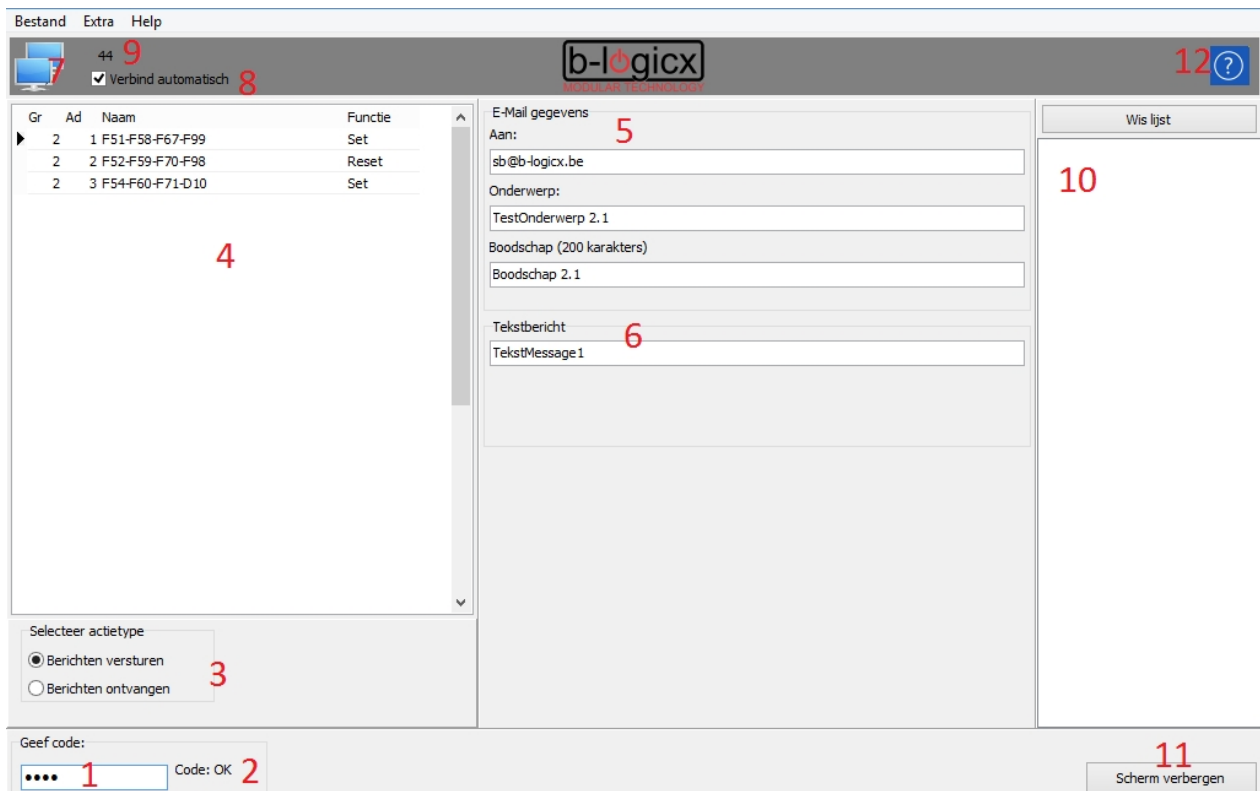 Bestand Extra Help
44 9
7 Verbind automatisch 8
b-logicx
MODULAR TECHNOLOGY
12 ?
Gr Ad Naam Functie
2 1 F51-F58-F67-F99 Set
2 2 F52-F59-F70-F98 Reset
2 3 F54-F60-F71-D10 Set
4
Selecteer actietype
Berichten versturen
Berichten ontvangen
3
E-Mail gegevens
5
Aan:
sb@b-logicx.be
Onderwerp:
TestOnderwerp 2.1
Boodschap (200 karakters)
Boodschap 2.1
Tekstbericht
6
TekstMessage1
Wis lijst
10
Geef code:
1
Code: OK 2
11
Scherm verbergen